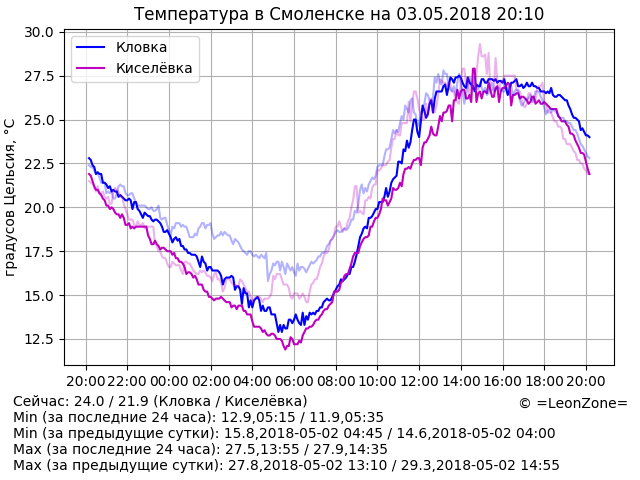 Температура в Смоленске на 03.05.2018 20:10
Кловка
Киселёвка
градусов Цельсия, °C
30.0
27.5
25.0
22.5
20.0
17.5
15.0
12.5
20:00 22:00 00:00 02:00 04:00 06:00 08:00 10:00 12:00 14:00 16:00 18:00 20:00
Сейчас: 24.0 / 21.9 (Кловка / Киселёвка)
© =LeonZone=
Min (за последние 24 часа): 12.9,05:15 / 11.9,05:35
Min (за предыдущие сутки): 15.8,2018-05-02 04:45 / 14.6,2018-05-02 04:00
Max (за последние 24 часа): 27.5,13:55 / 27.9,14:35
Max (за предыдущие сутки): 27.8,2018-05-02 13:10 / 29.3,2018-05-02 14:55